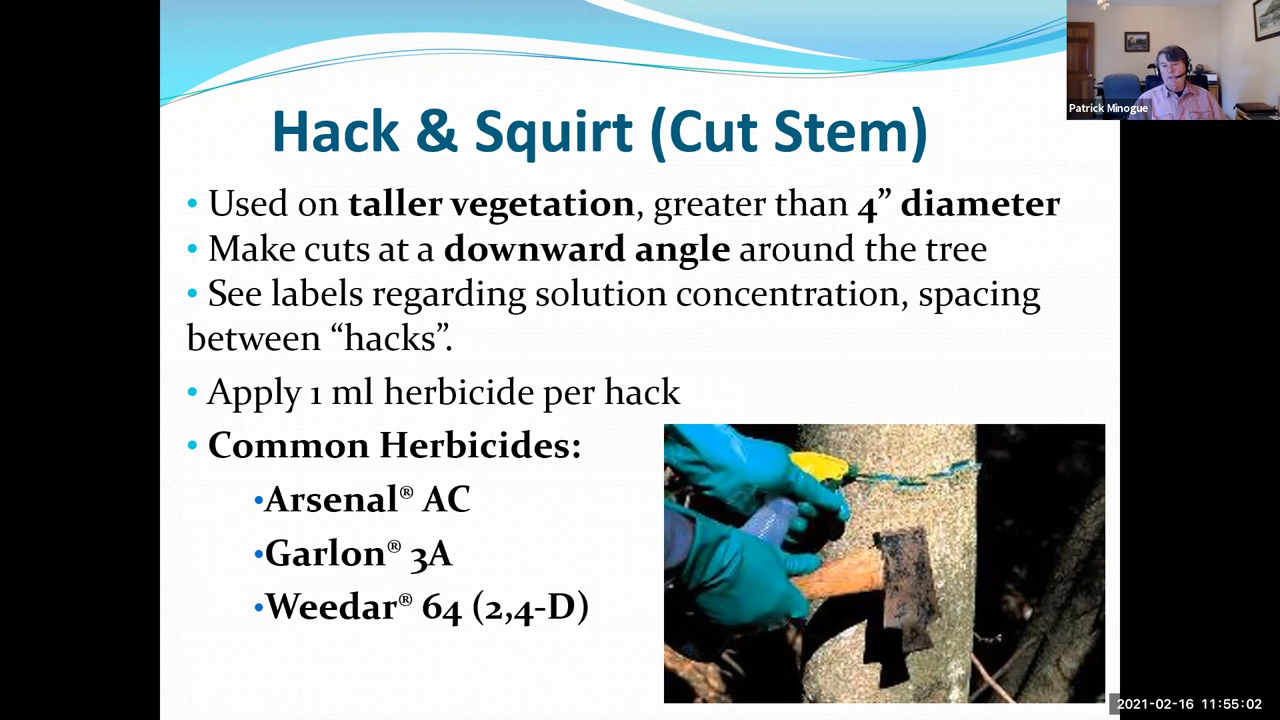 Patrick Minogue
Hack & Squirt (Cut Stem)
• Used on taller vegetation, greater than 4” diameter
• Make cuts at a downward angle around the tree
• See labels regarding solution concentration, spacing
between “hacks”.
• Apply 1 ml herbicide per hack
• Common Herbicides:
•Arsenal® AC
•Garlon® 3A
•Weedar® 64 (2,4-D)
2021-02-16 11:55:02